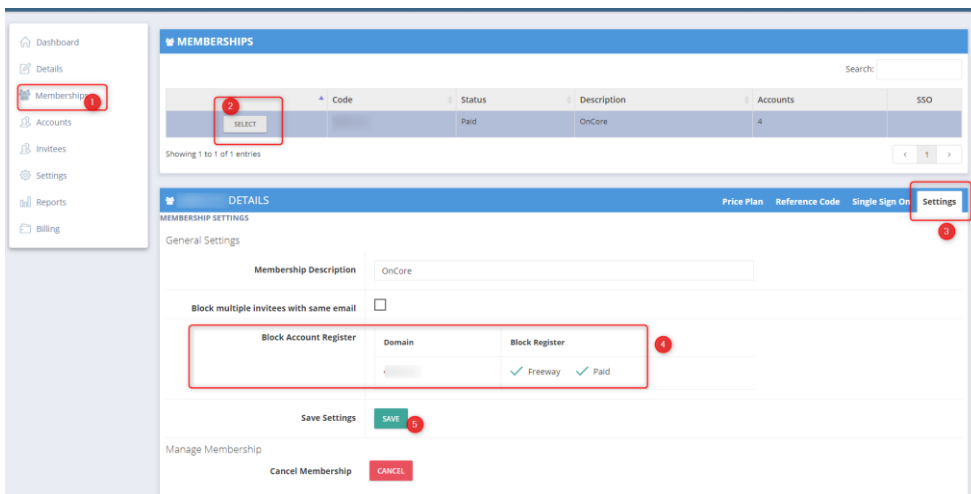 Dashboard
Details
Memberships
1
Accounts
Invitees
Settings
Reports
Billing
MEMBERSHIPS
Search:
Code Status Description Accounts SSO
2
SELECT Paid OnCore 4
Showing 1 to 1 of 1 entries
< 1 >
DETAILS Price Plan Reference Code Single Sign On Settings
3
MEMBERSHIP SETTINGS
General Settings
Membership Description OnCore
Block multiple invitees with same email
Block Account Register Domain Block Register
4
Freeway Paid
Save Settings SAVE
5
Manage Membership
Cancel Membership CANCEL